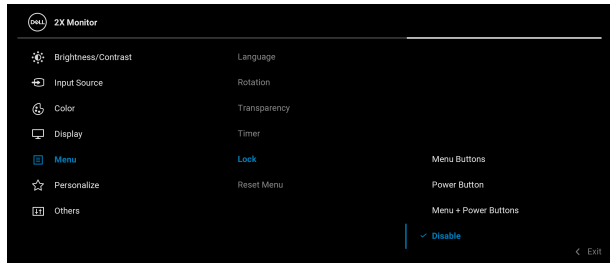 DELL 2X Monitor
Brightness/Contrast Language
Input Source Rotation
Color Transparency
Display Timer
Menu Lock Menu Buttons
Personalize Reset Menu Power Button
Others Menu + Power Buttons
Disable
Exit